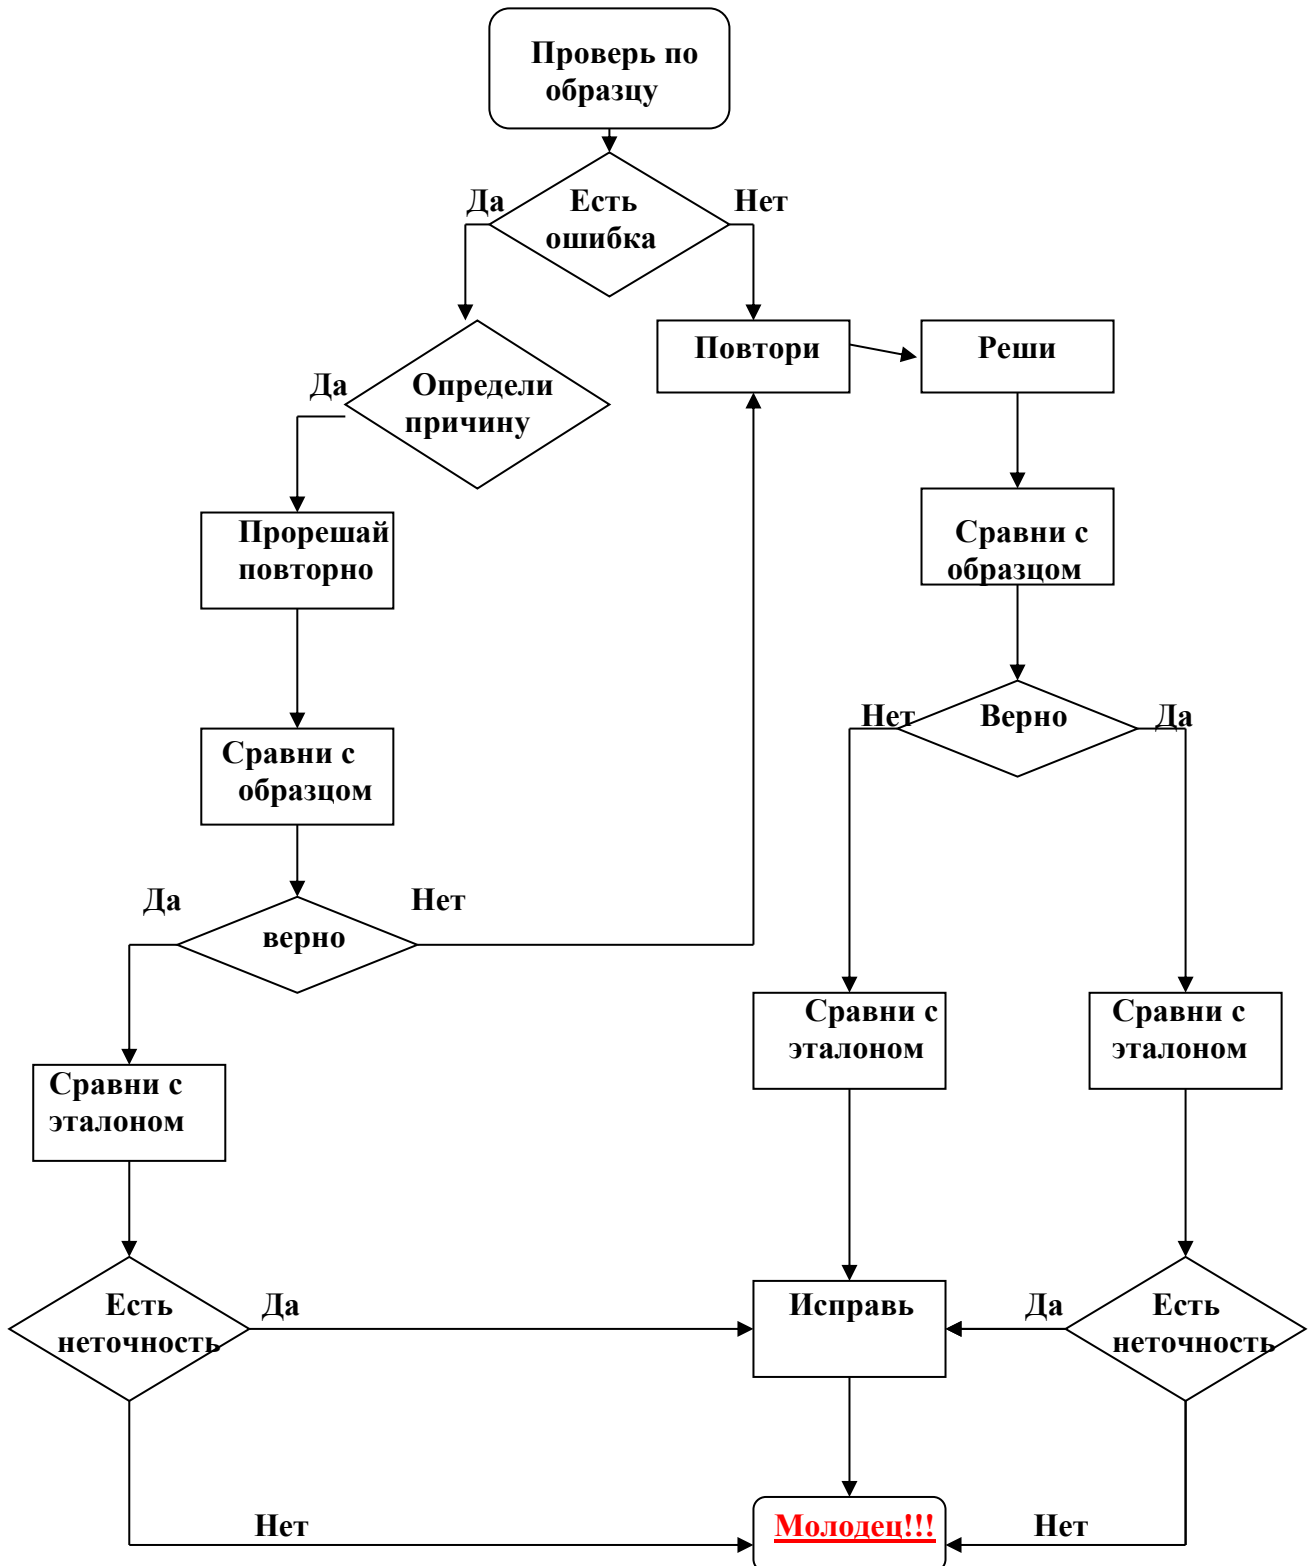 Проверь по
образцу
Да
Есть
ошибка
Нет
Да
Определи
причину
Повтори
Реши
Прорешай
повторно
Сравни с
образцом
Сравни с
образцом
Нет
Верно
Да
Да
верно
Нет
Сравни с
эталоном
Сравни с
эталоном
Сравни с
эталоном
Есть
неточность
Да
Исправь
Да
Есть
неточность
Нет
Молодец!!!
Нет